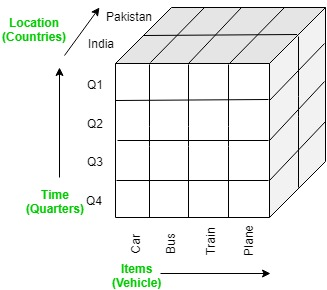 Location
(Countries)
Pakistan
India
Q1
Q2
Q3
Q4
Time
(Quarters)
Car
Bus
Train
Plane
Items
(Vehicle)